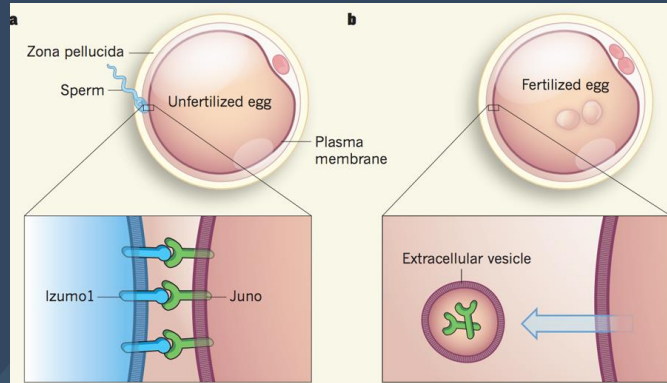 a
b
Zona pellucida
Sperm
Unfertilized egg
Fertilized egg
Plasma
membrane
Izumo1
Juno
Extracellular vesicle